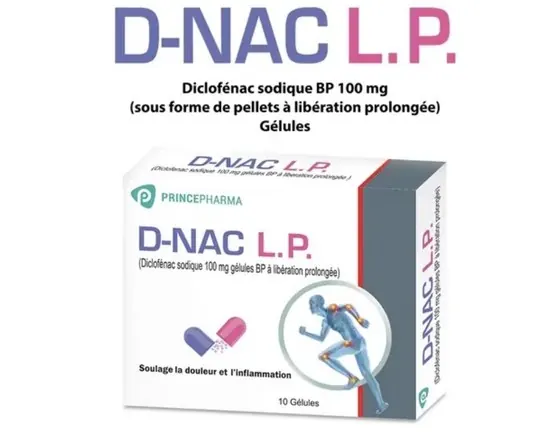 D-NAC L.P.
Diclofénac sodique BP 100 mg
(sous forme de pellets à libération prolongée)
Gélules
D-NAC L.P.
(Diclofénac sodique 100 mg gélules BP à libération prolongée)
PRINCEPHARMA
D-NAC L.P.
(Diclofénac sodique 100 mg gélules BP à libération prolongée)
Soulage la douleur et l'inflammation
10 Gélules
D-NAC L.P.
(Diclofénac sodique 100 mg gélules BP à libération prolongée)